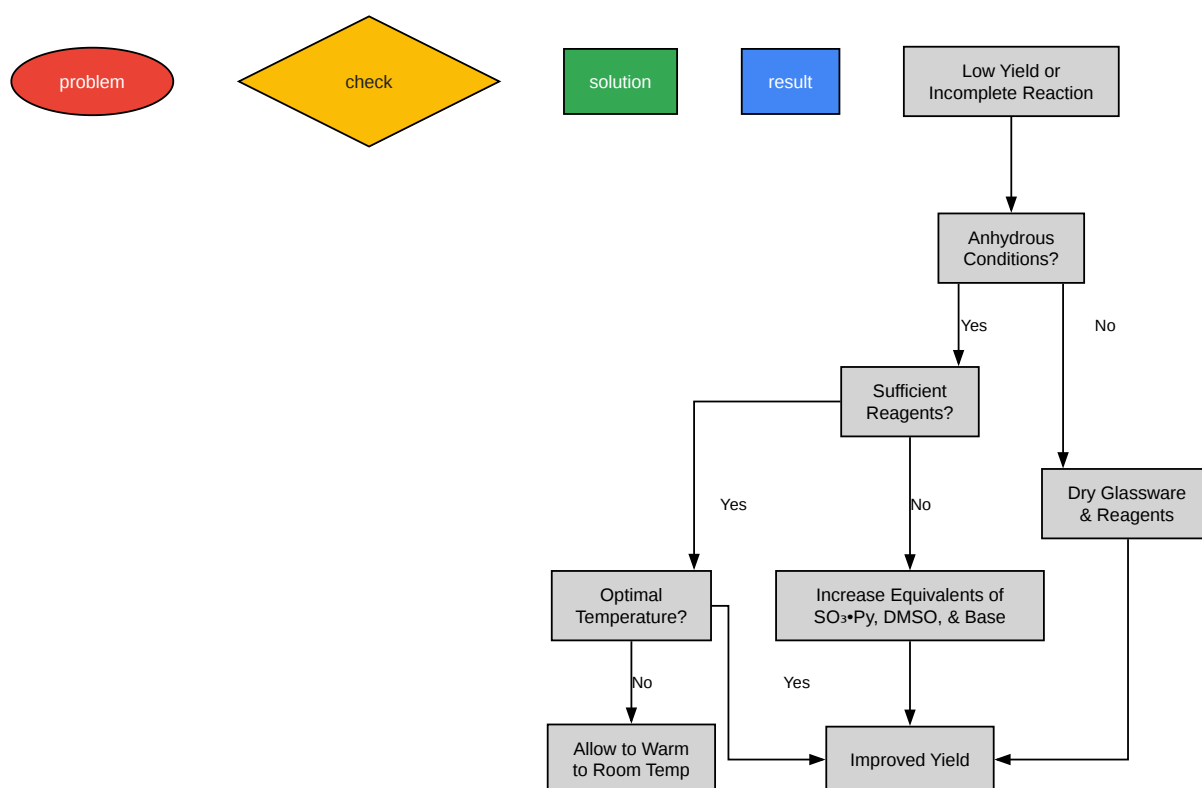 problem
check
solution
result
Low Yield or
Incomplete Reaction
Anhydrous
Conditions?
Yes
No
Sufficient
Reagents?
Yes
No
Dry Glassware
& Reagents
Optimal
Temperature?
Increase Equivalents of
SO₃•Py, DMSO, & Base
No
Yes
Allow to Warm
to Room Temp
Improved Yield